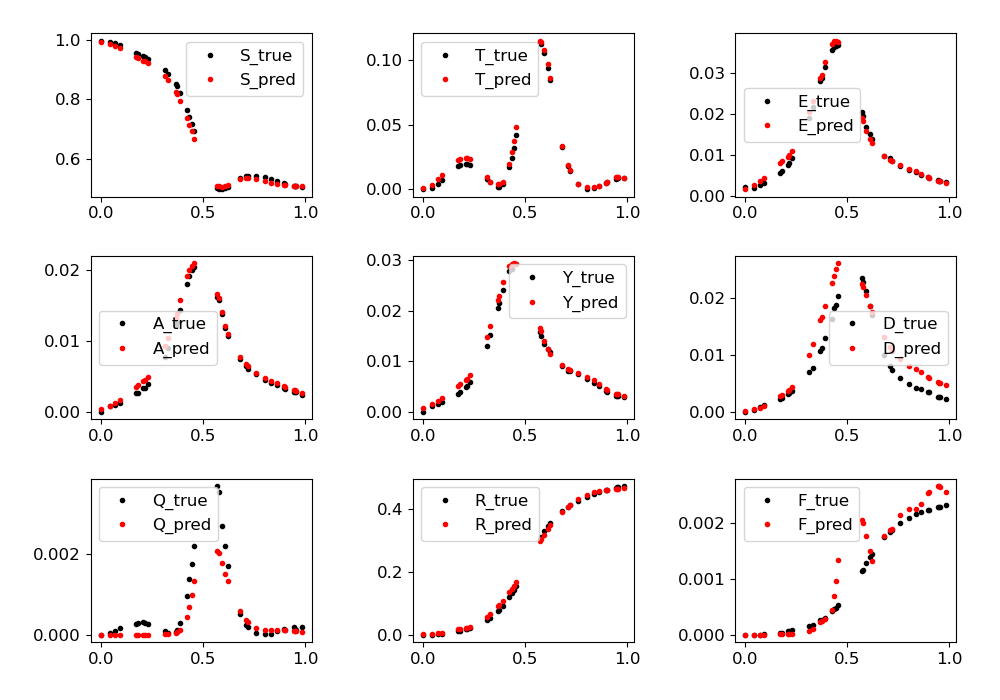 1.0
0.8
0.6
S_true
S_pred
0.0 0.5 1.0
0.10
0.05
0.00
T_true
T_pred
0.0 0.5 1.0
0.03
0.02
0.01
0.00
E_true
E_pred
0.0 0.5 1.0
0.02
0.01
0.00
A_true
A_pred
0.0 0.5 1.0
0.03
0.02
0.01
0.00
Y_true
Y_pred
0.0 0.5 1.0
0.02
0.01
0.00
D_true
D_pred
0.0 0.5 1.0
0.002
0.000
Q_true
Q_pred
0.0 0.5 1.0
0.4
0.2
0.0
R_true
R_pred
0.0 0.5 1.0
0.002
0.001
0.000
F_true
F_pred
0.0 0.5 1.0